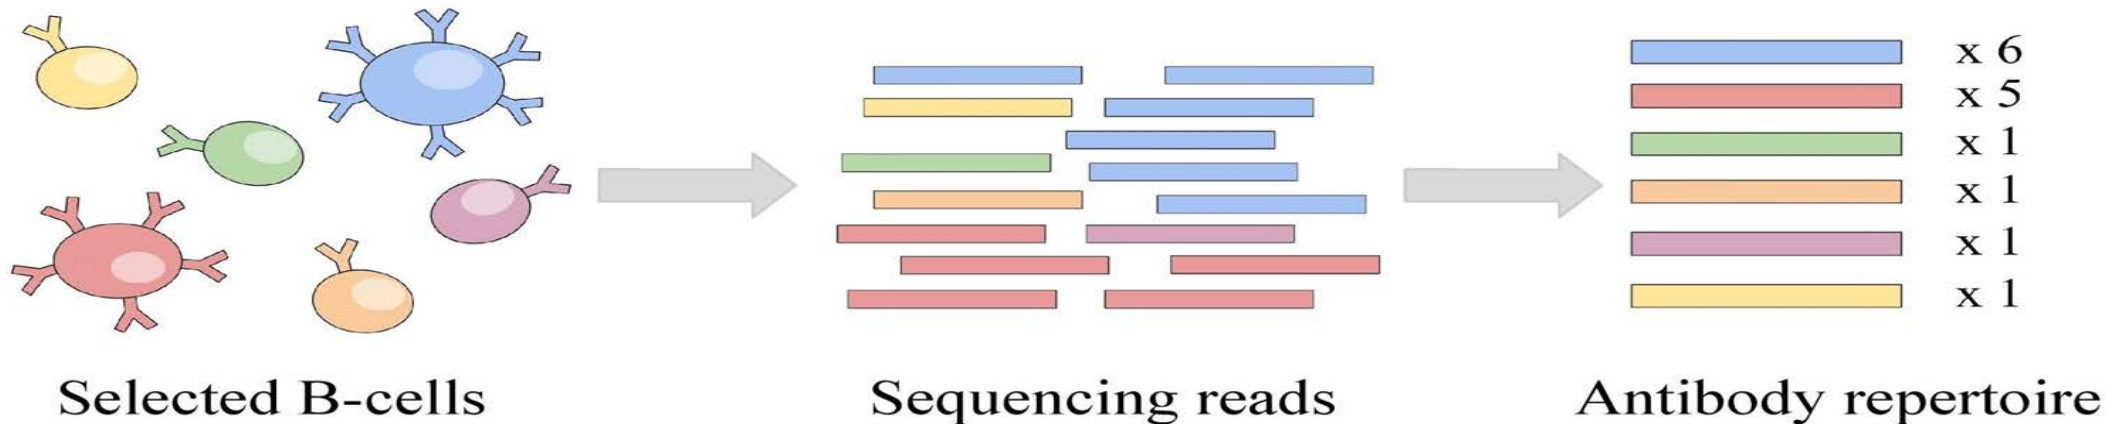 x 6
x 5
x 1
x 1
x 1
x 1
Selected B-cells
Sequencing reads
Antibody repertoire